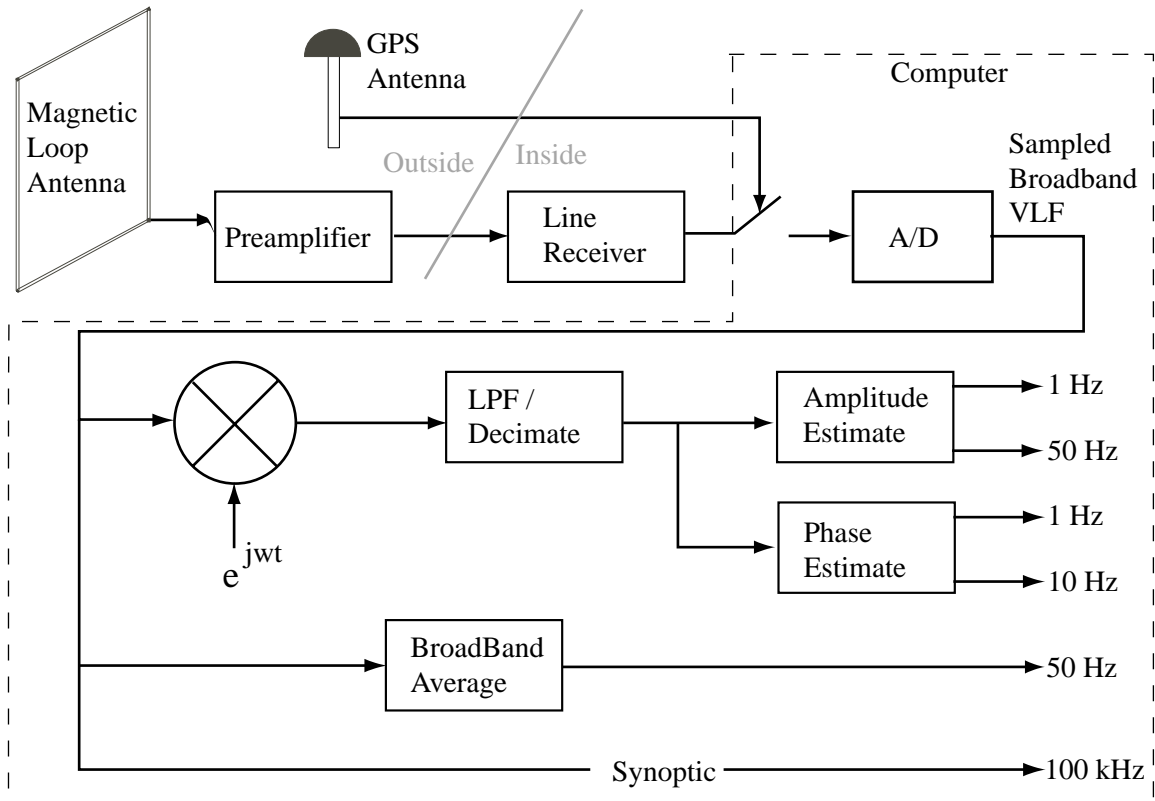 GPS
Antenna
Computer
Magnetic
Loop
Antenna
Outside
Inside
Sampled
Broadband
VLF
Preamplifier
Line
Receiver
A/D
LPF /
Decimate
Amplitude
Estimate
1 Hz
50 Hz
Phase
Estimate
1 Hz
10 Hz
e jwt
BroadBand
Average
50 Hz
Synoptic
100 kHz